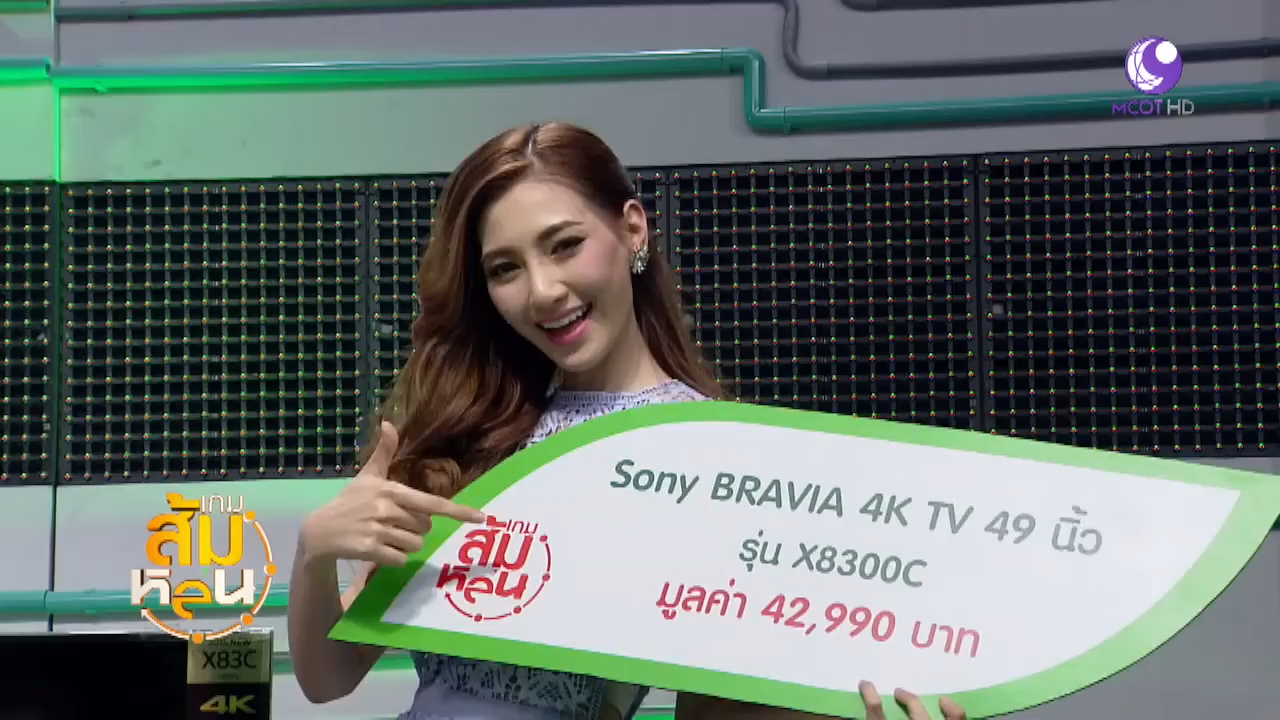 MCOT HD
Sony BRAVIA 4K TV 49 นิ้ว
รุ่น X8300C
มูลค่า 42,990 บาท
เกม
ส้ม
หล่น
เกม
ส้ม
หล่น
X83C
4K